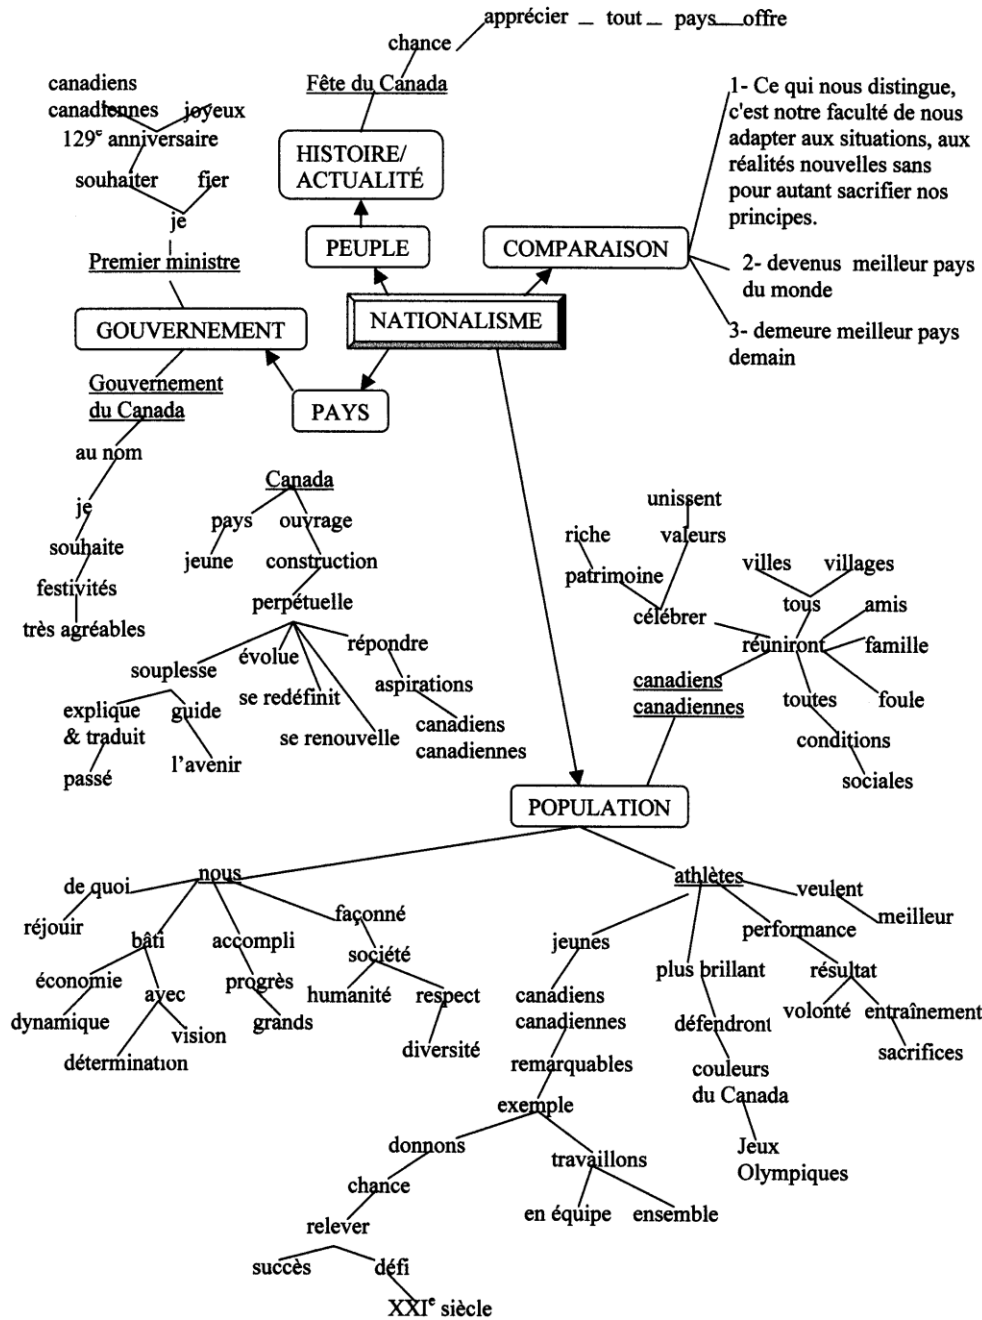 apprécier – tout – pays offre
chance
Fête du Canada
canadiens
canadiennes joyeux
129e anniversaire
souhaiter fier
je
Premier ministre
HISTOIRE/
ACTUALITÉ
PEUPLE
COMPARAISON
1- Ce qui nous distingue,
c'est notre faculté de nous
adapter aux situations, aux
réalités nouvelles sans
pour autant sacrifier nos
principes.
2- devenus meilleur pays
du monde
3- demeure meilleur pays
demain
NATIONALISME
GOUVERNEMENT
PAYS
Gouvernement
du Canada
au nom
je
souhaite
festivités
très agréables
Canada
pays ouvrage
jeune construction
perpétuelle
souplesse évolue répondre
se redéfinit aspirations
explique guide
& traduit
se renouvelle canadiens
canadiennes
passé l'avenir
unissent
riche valeurs
patrimoine
célébrer
villes villages
tous amis
réuniront famille
canadiens
canadiennes
toutes foule
conditions
sociales
POPULATION
nous
de quoi
réjouir
bâti accompli façonné
société
économie avec progrès humanité respect
dynamique vision grands
détermination diversité
athlètes
veulent
meilleur
jeunes performance
plus brillant résultat
canadiens
canadiennes
défendront volonté entraînement
remarquables couleurs
du Canada
sacrifices
exemple
donnons travaillons Jeux
Olympiques
chance
en équipe ensemble
relever
succès défi
XXIe siècle